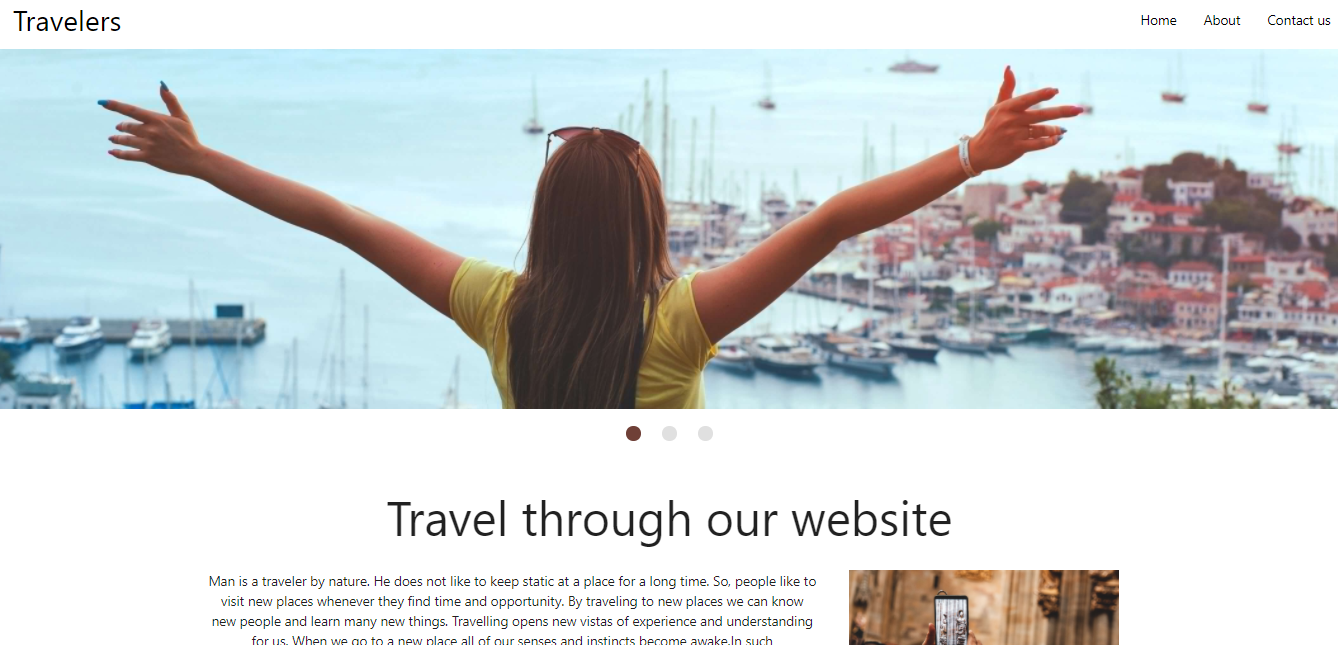 Travelers
Home About Contact us
Travel through our website
Man is a traveler by nature. He does not like to keep static at a place for a long time. So, people like to
visit new places whenever they find time and opportunity. By traveling to new places we can know
new people and learn many new things. Travelling opens new vistas of experience and understanding
for us. When we go to a new place all of our senses and instincts become awake.In such